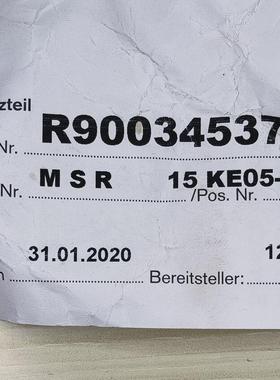 zteil
Nr. R90034537
Nr. M S R 15 KE05-
/Pos. Nr.
31.01.2020 12
Bereitsteller: